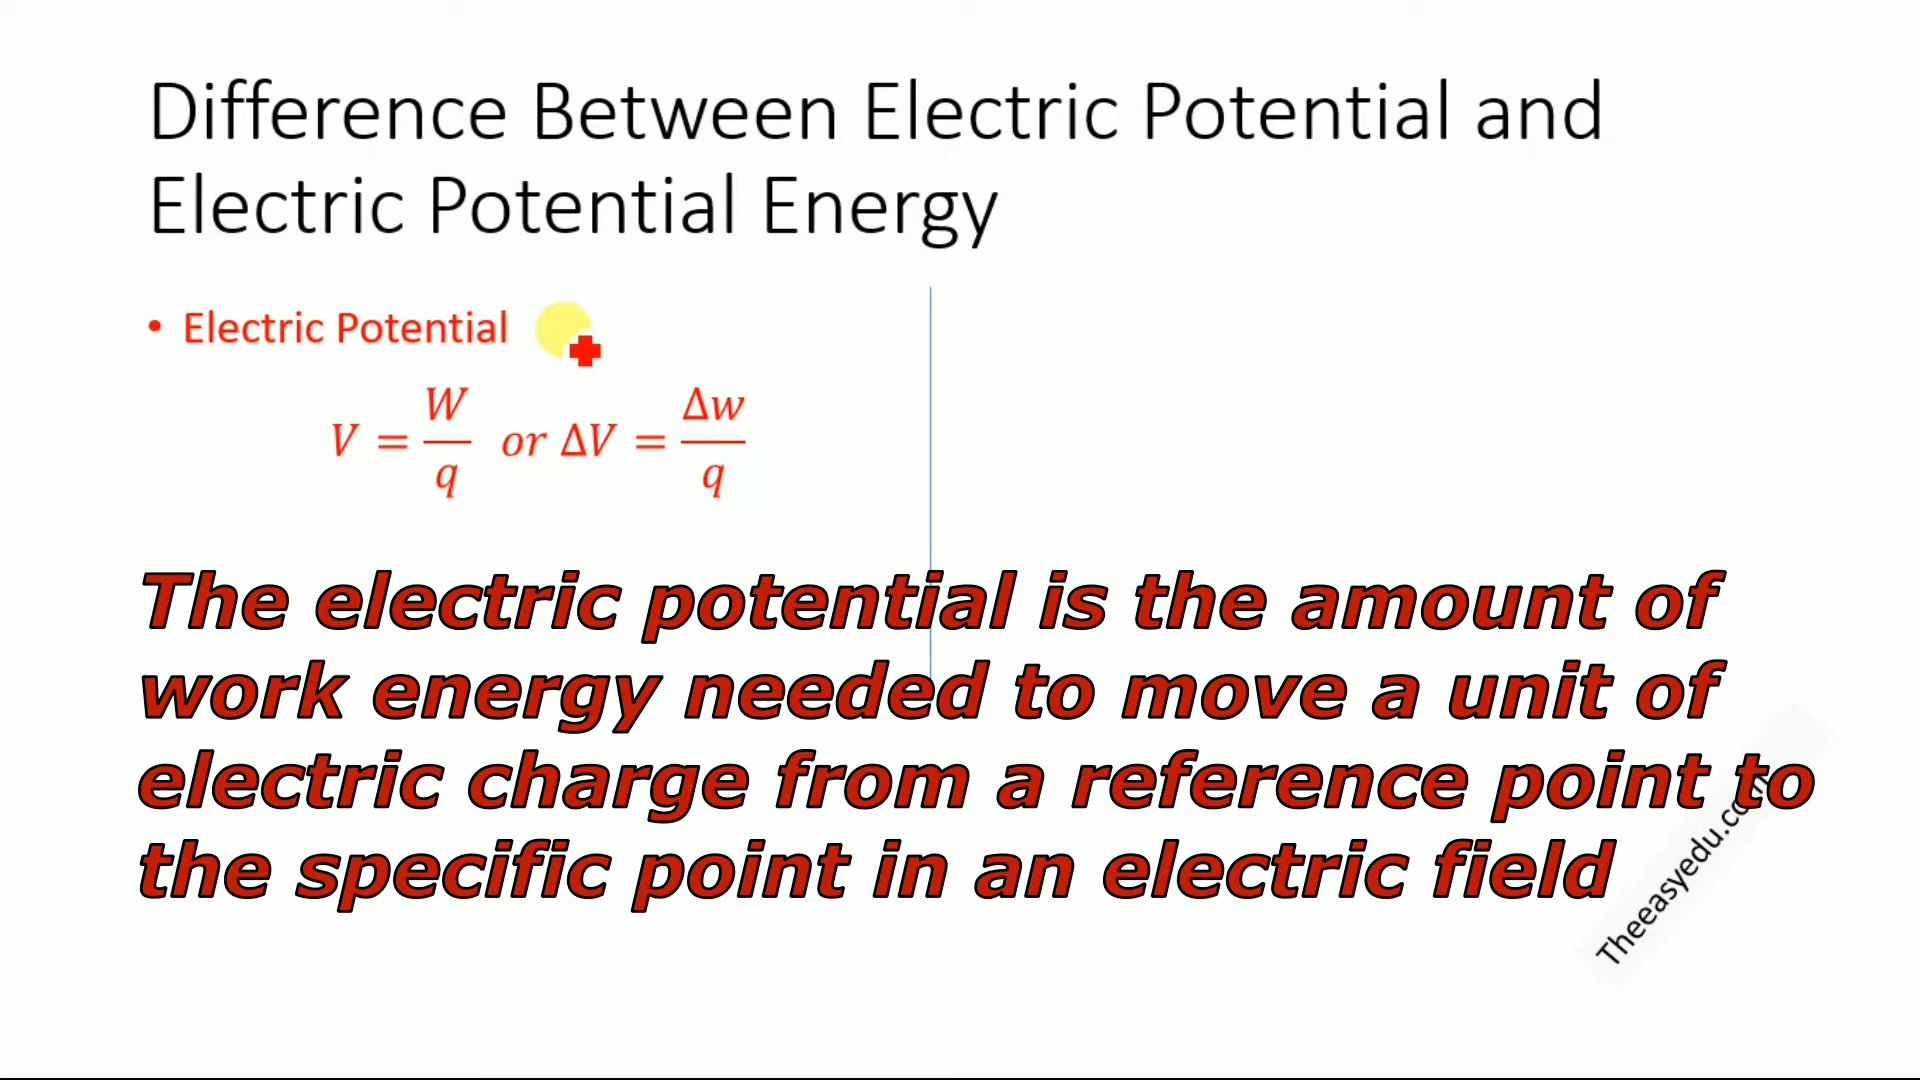 Difference Between Electric Potential and
Electric Potential Energy
• Electric Potential
V = W/q or ΔV = Δw/q
The electric potential is the amount of
work energy needed to move a unit of
electric charge from a reference point to
the specific point in an electric field
Theeasyedu.com